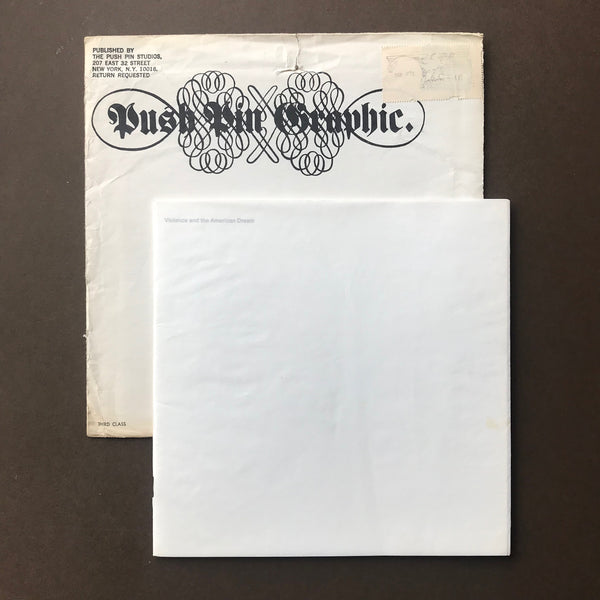 PUBLISHED BY
THE PUSH PIN STUDIOS,
207 EAST 32 STREET
NEW YORK, N.Y. 10016.
RETURN REQUESTED
Push Pin Graphic.
Violence and the American Dream
THIRD CLASS